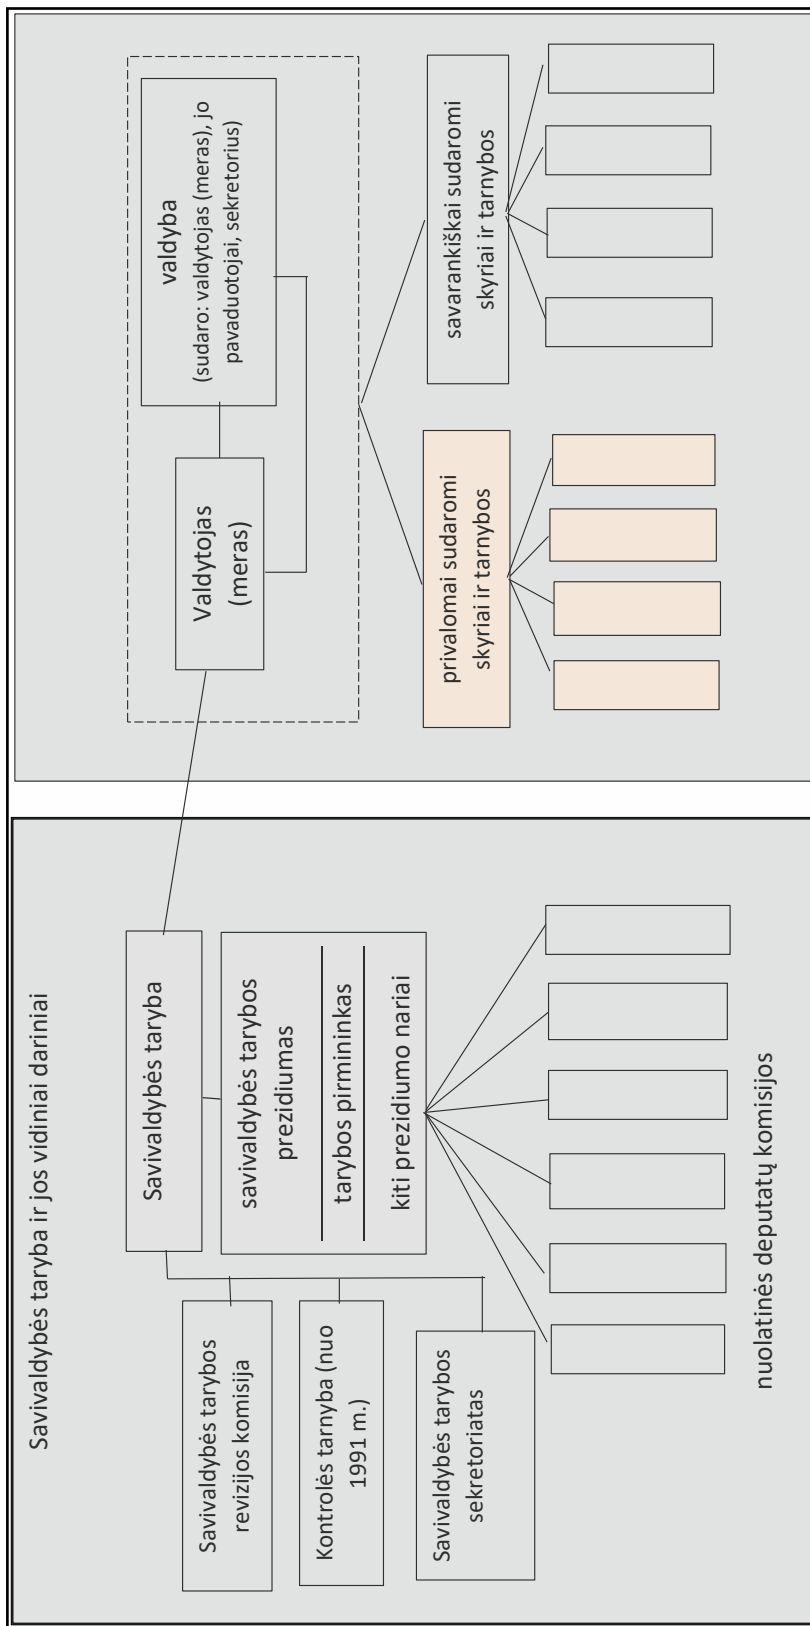 Savivaldybės taryba ir jos vidiniai dariniai
Savivaldybės taryba
savivaldybės tarybos
prezidiumas
tarybos pirmininkas
kiti prezidiumo nariai
Savivaldybės tarybos
revizijos komisija
Kontrolės tarnyba (nuo
1991 m.)
Savivaldybės tarybos
sekretoriatas
nuolatinės deputatų komisijos
Valdytojas
(meras)
valdyba
(sudaro: valdytojas (meras), jo
pavaduotojai, sekretorius)
privalomai sudaromi
skyriai ir tarnybos
savarankiškai sudaromi
skyriai ir tarnybos